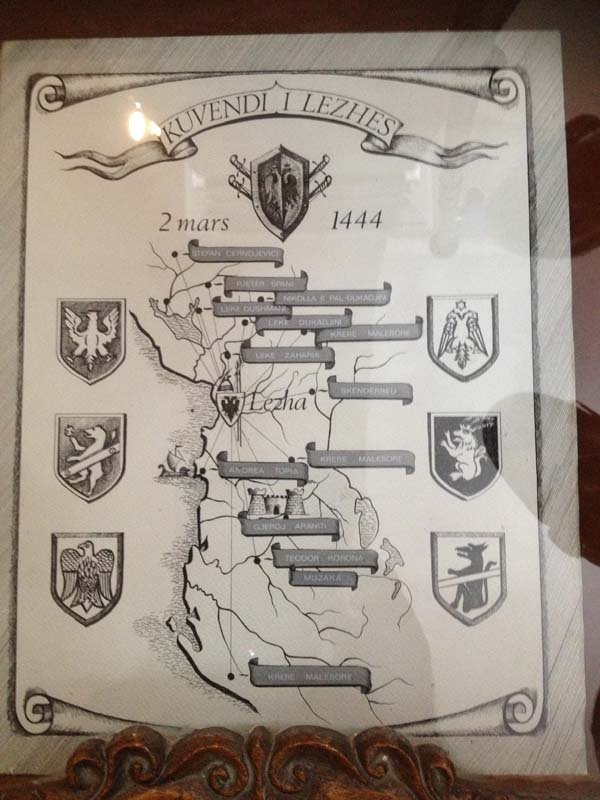 KUVENDI I LEZHES
2 mars 1444
STEFAN CERNOJEVICI
PJETER SPANI
NIKOLLA E PAL DUKAGJINI
LEKE DUSHMANI
LEKE DUKAGJINI
KRERE MALESORE
LEKE ZAHARIA
SKENDERBEU
Lezha
KRERE MALESORE
ANDREA TOPIA
GJERGJ ARANITI
TEODOR KORONA
MUZAKA
KRERE MALESORE